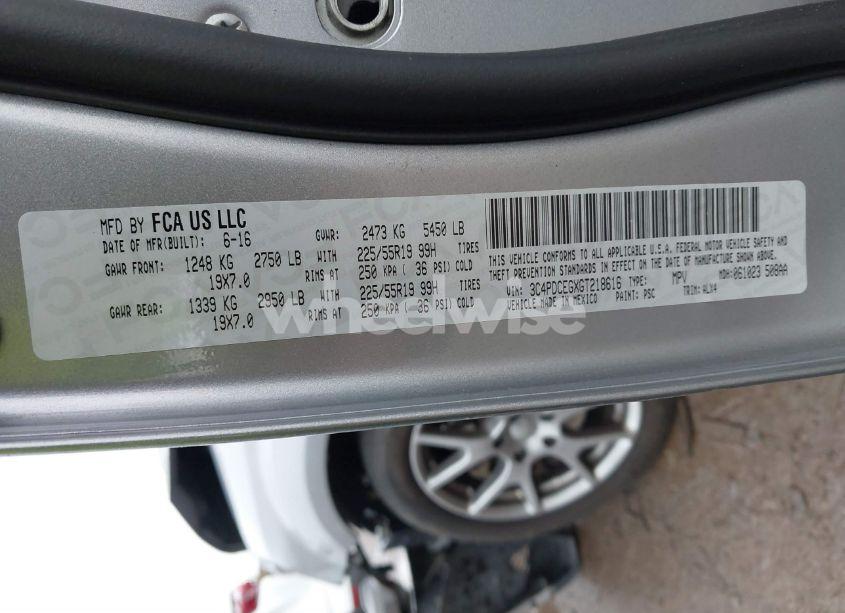 MFD BY FCA US LLC
DATE OF MFR(BUILT): 6-16 GVWR: 2473 KG 5450 LB
GAWR FRONT: 1248 KG 2750 LB WITH 225/55R19 99H TIRES
19X7.0 RIMS AT 250 KPA ( 36 PSI) COLD
GAWR REAR: 1339 KG 2950 LB WITH 225/55R19 99H TIRES
19X7.0 RIMS AT 250 KPA ( 36 PSI) COLD
THIS VEHICLE CONFORMS TO ALL APPLICABLE U.S.A. FEDERAL MOTOR VEHICLE SAFETY AND
THEFT PREVENTION STANDARDS IN EFFECT ON THE DATE OF MANUFACTURE SHOWN ABOVE.
VIN: 3C4PDCEGXGT218616 TYPE: MPV MDH: 061023 509AA
VEHICLE MADE IN MEXICO PAINT: PSC TRIM: ALX4
wheelwise